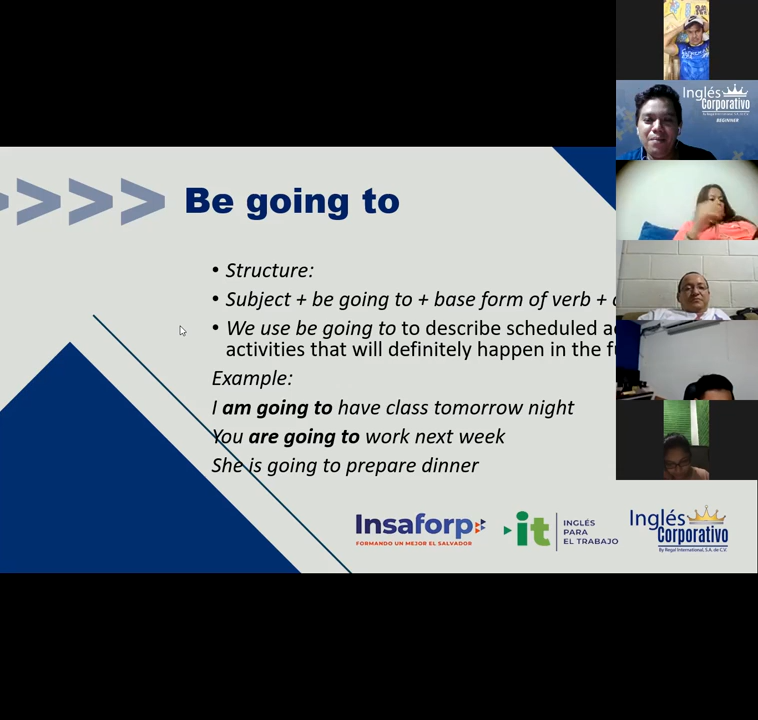 Be going to
• Structure:
• Subject + be going to + base form of verb +
• We use be going to to describe scheduled
activities that will definitely happen in the
Example:
I am going to have class tomorrow night
You are going to work next week
She is going to prepare dinner
Insaforp
FORMANDO UN MEJOR EL SALVADOR
it
INGLÉS
PARA
EL TRABAJO
Inglés
Corporativo
By Regal International, S.A. de C.V.
Inglés
Corporativo
BEGINNER